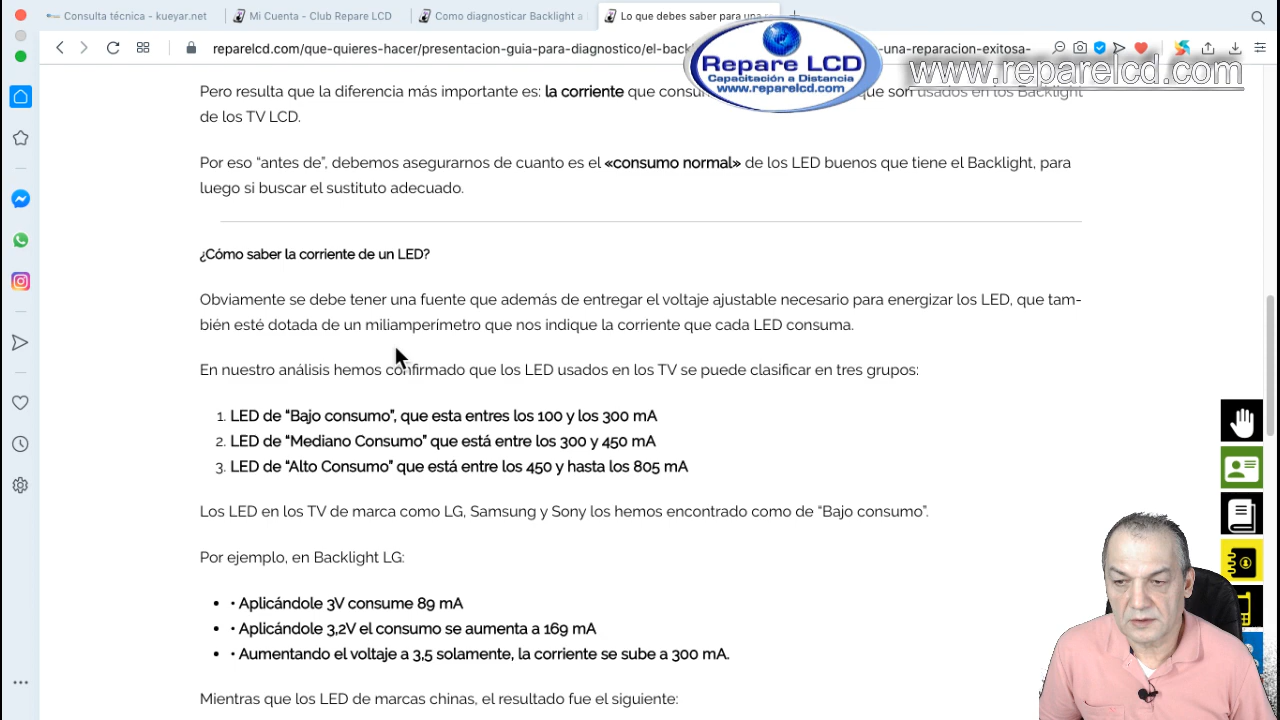 Consulta técnica - kueyar.net
Mi Cuenta - Club Repare LCD
Como diagnosticar Backlight a
Lo que debes saber para una
reparelcd.com/que-quieres-hacer/presentacion-guia-para-diagnostico/el-back
una-reparacion-exitosa-
Repare LCD
Capacitación a Distancia
www.reparelcd.com
www.reparelcd.com
Pero resulta que la diferencia más importante es: la corriente que
que son usados en los Backlight
de los TV LCD.
Por eso “antes de”, debemos asegurarnos de cuanto es el «consumo normal» de los LED buenos que tiene el Backlight, para
luego si buscar el sustituto adecuado.
¿Cómo saber la corriente de un LED?
Obviamente se debe tener una fuente que además de entregar el voltaje ajustable necesario para energizar los LED, que tam-
bién esté dotada de un miliamperímetro que nos indique la corriente que cada LED consuma.
En nuestro análisis hemos confirmado que los LED usados en los TV se puede clasificar en tres grupos:
1. LED de “Bajo consumo”, que esta entres los 100 y los 300 mA
2. LED de “Mediano Consumo” que está entre los 300 y 450 mA
3. LED de “Alto Consumo” que está entre los 450 y hasta los 805 mA
Los LED en los TV de marca como LG, Samsung y Sony los hemos encontrado como de “Bajo consumo”.
Por ejemplo, en Backlight LG:
• • Aplicándole 3V consume 89 mA
• • Aplicándole 3,2V el consumo se aumenta a 169 mA
• • Aumentando el voltaje a 3,5 solamente, la corriente se sube a 300 mA.
Mientras que los LED de marcas chinas, el resultado fue el siguiente: